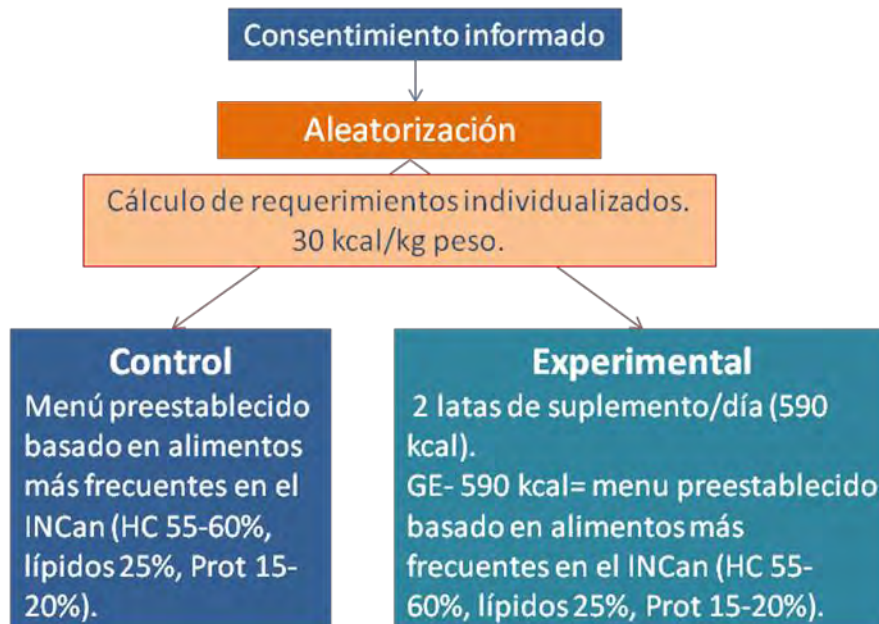 Consentimiento informado
Aleatorización
Cálculo de requerimientos individualizados.
30 kcal/kg peso.
Control
Menú preestablecido
basado en alimentos
más frecuentes en el
INCan (HC 55-60%,
lípidos 25%, Prot 15-
20%).
Experimental
2 latas de suplemento/día (590
kcal).
GE- 590 kcal= menu preestablecido
basado en alimentos más
frecuentes en el INCan (HC 55-
60%, lípidos 25%, Prot 15-20%).